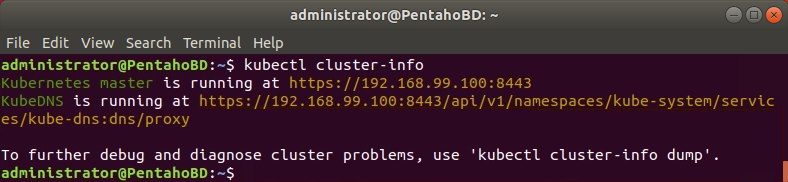 administrator@PentahoBD: ~
File Edit View Search Terminal Help
administrator@PentahoBD:~$ kubectl cluster-info
Kubernetes master is running at https://192.168.99.100:8443
KubeDNS is running at https://192.168.99.100:8443/api/v1/namespaces/kube-system/servic
es/kube-dns:dns/proxy
To further debug and diagnose cluster problems, use 'kubectl cluster-info dump'.
administrator@PentahoBD:~$